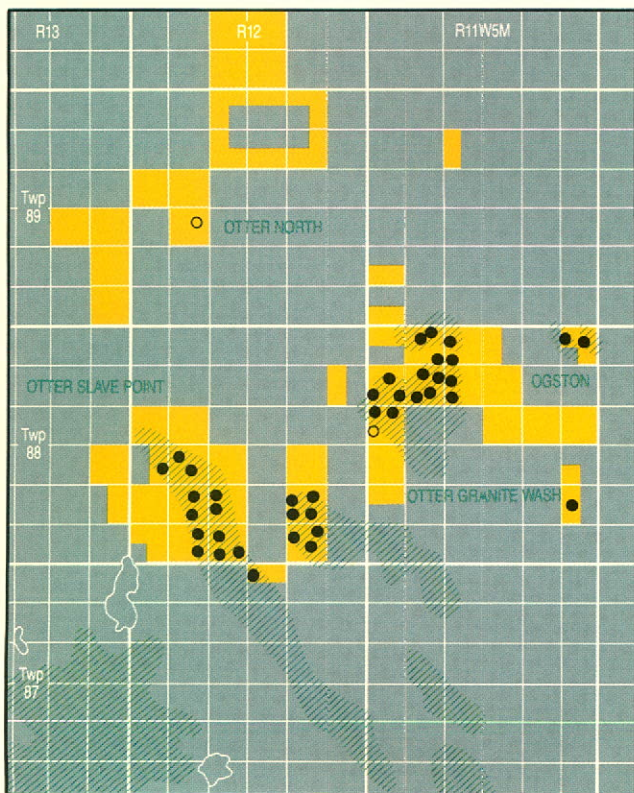 R13 R12 R11W5M
Twp
89
OTTER NORTH
OTTER SLAVE POINT
OGSTON
Twp
88
OTTER GRANITE WASH
Twp
87